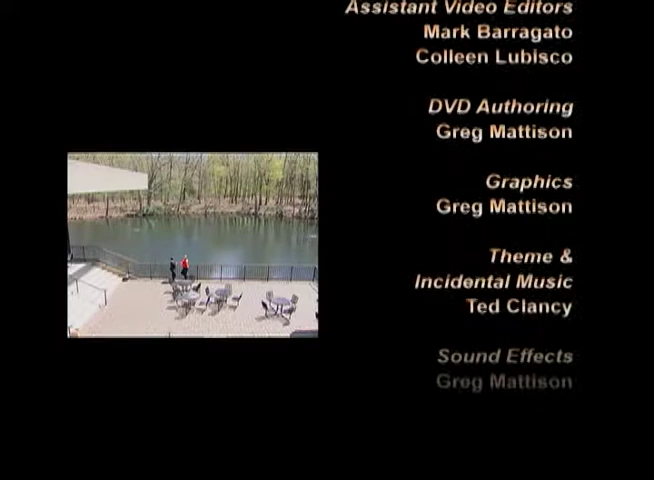 Assistant Video Editors
Mark Barragato
Colleen Lubisco
DVD Authoring
Greg Mattison
Graphics
Greg Mattison
Theme &
Incidental Music
Ted Clancy
Sound Effects
Greg Mattison